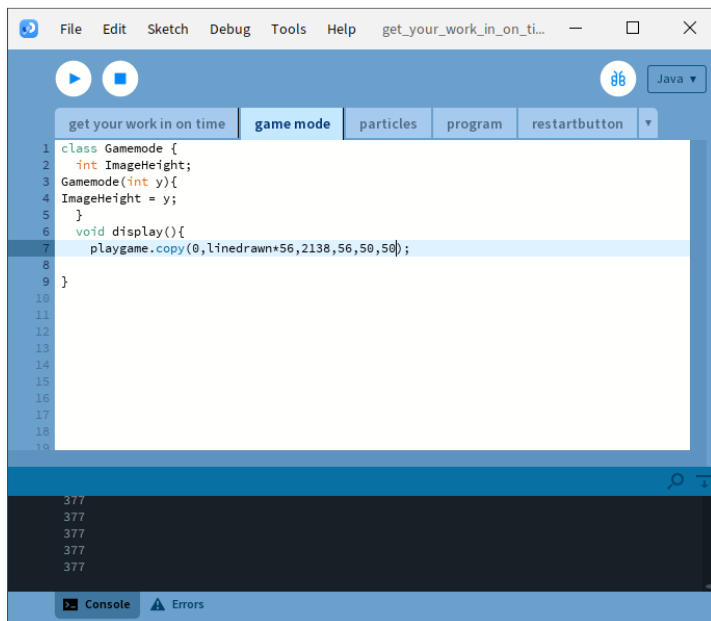 File Edit Sketch Debug Tools Help get_your_work_in_on_ti...
Java ▼
get your work in on time game mode particles program restartbutton ▼
1 class Gamemode {
2 int ImageHeight;
3 Gamemode(int y){
4 ImageHeight = y;
5 }
6 void display(){
7 playgame.copy(0,linedrawn*56,2138,56,50,50);
8
9 }
10
11
12
13
14
15
16
17
18
19
377
377
377
377
377
Console Errors